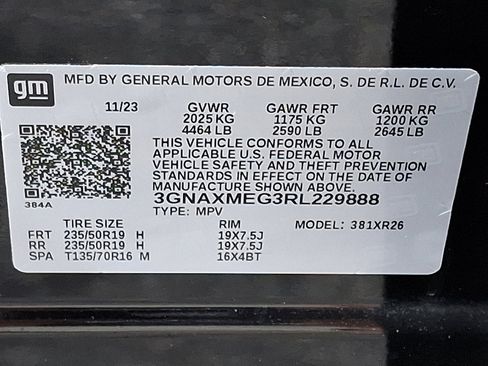 gm MFD BY GENERAL MOTORS DE MEXICO, S. DE R.L. DE C.V.
11/23 GVWR GAWR FRT GAWR RR
2025 KG 1175 KG 1200 KG
4464 LB 2590 LB 2645 LB
THIS VEHICLE CONFORMS TO ALL
APPLICABLE U.S. FEDERAL MOTOR
VEHICLE SAFETY AND THEFT PREVENTION
STANDARDS IN EFFECT ON THE DATE OF
MANUFACTURE SHOWN ABOVE.
384A 3GNAXMEG3RL229888
TYPE: MPV
TIRE SIZE RIM MODEL: 381XR26
FRT 235/50R19 H 19X7.5J
RR 235/50R19 H 19X7.5J
SPA T135/70R16 M 16X4BT